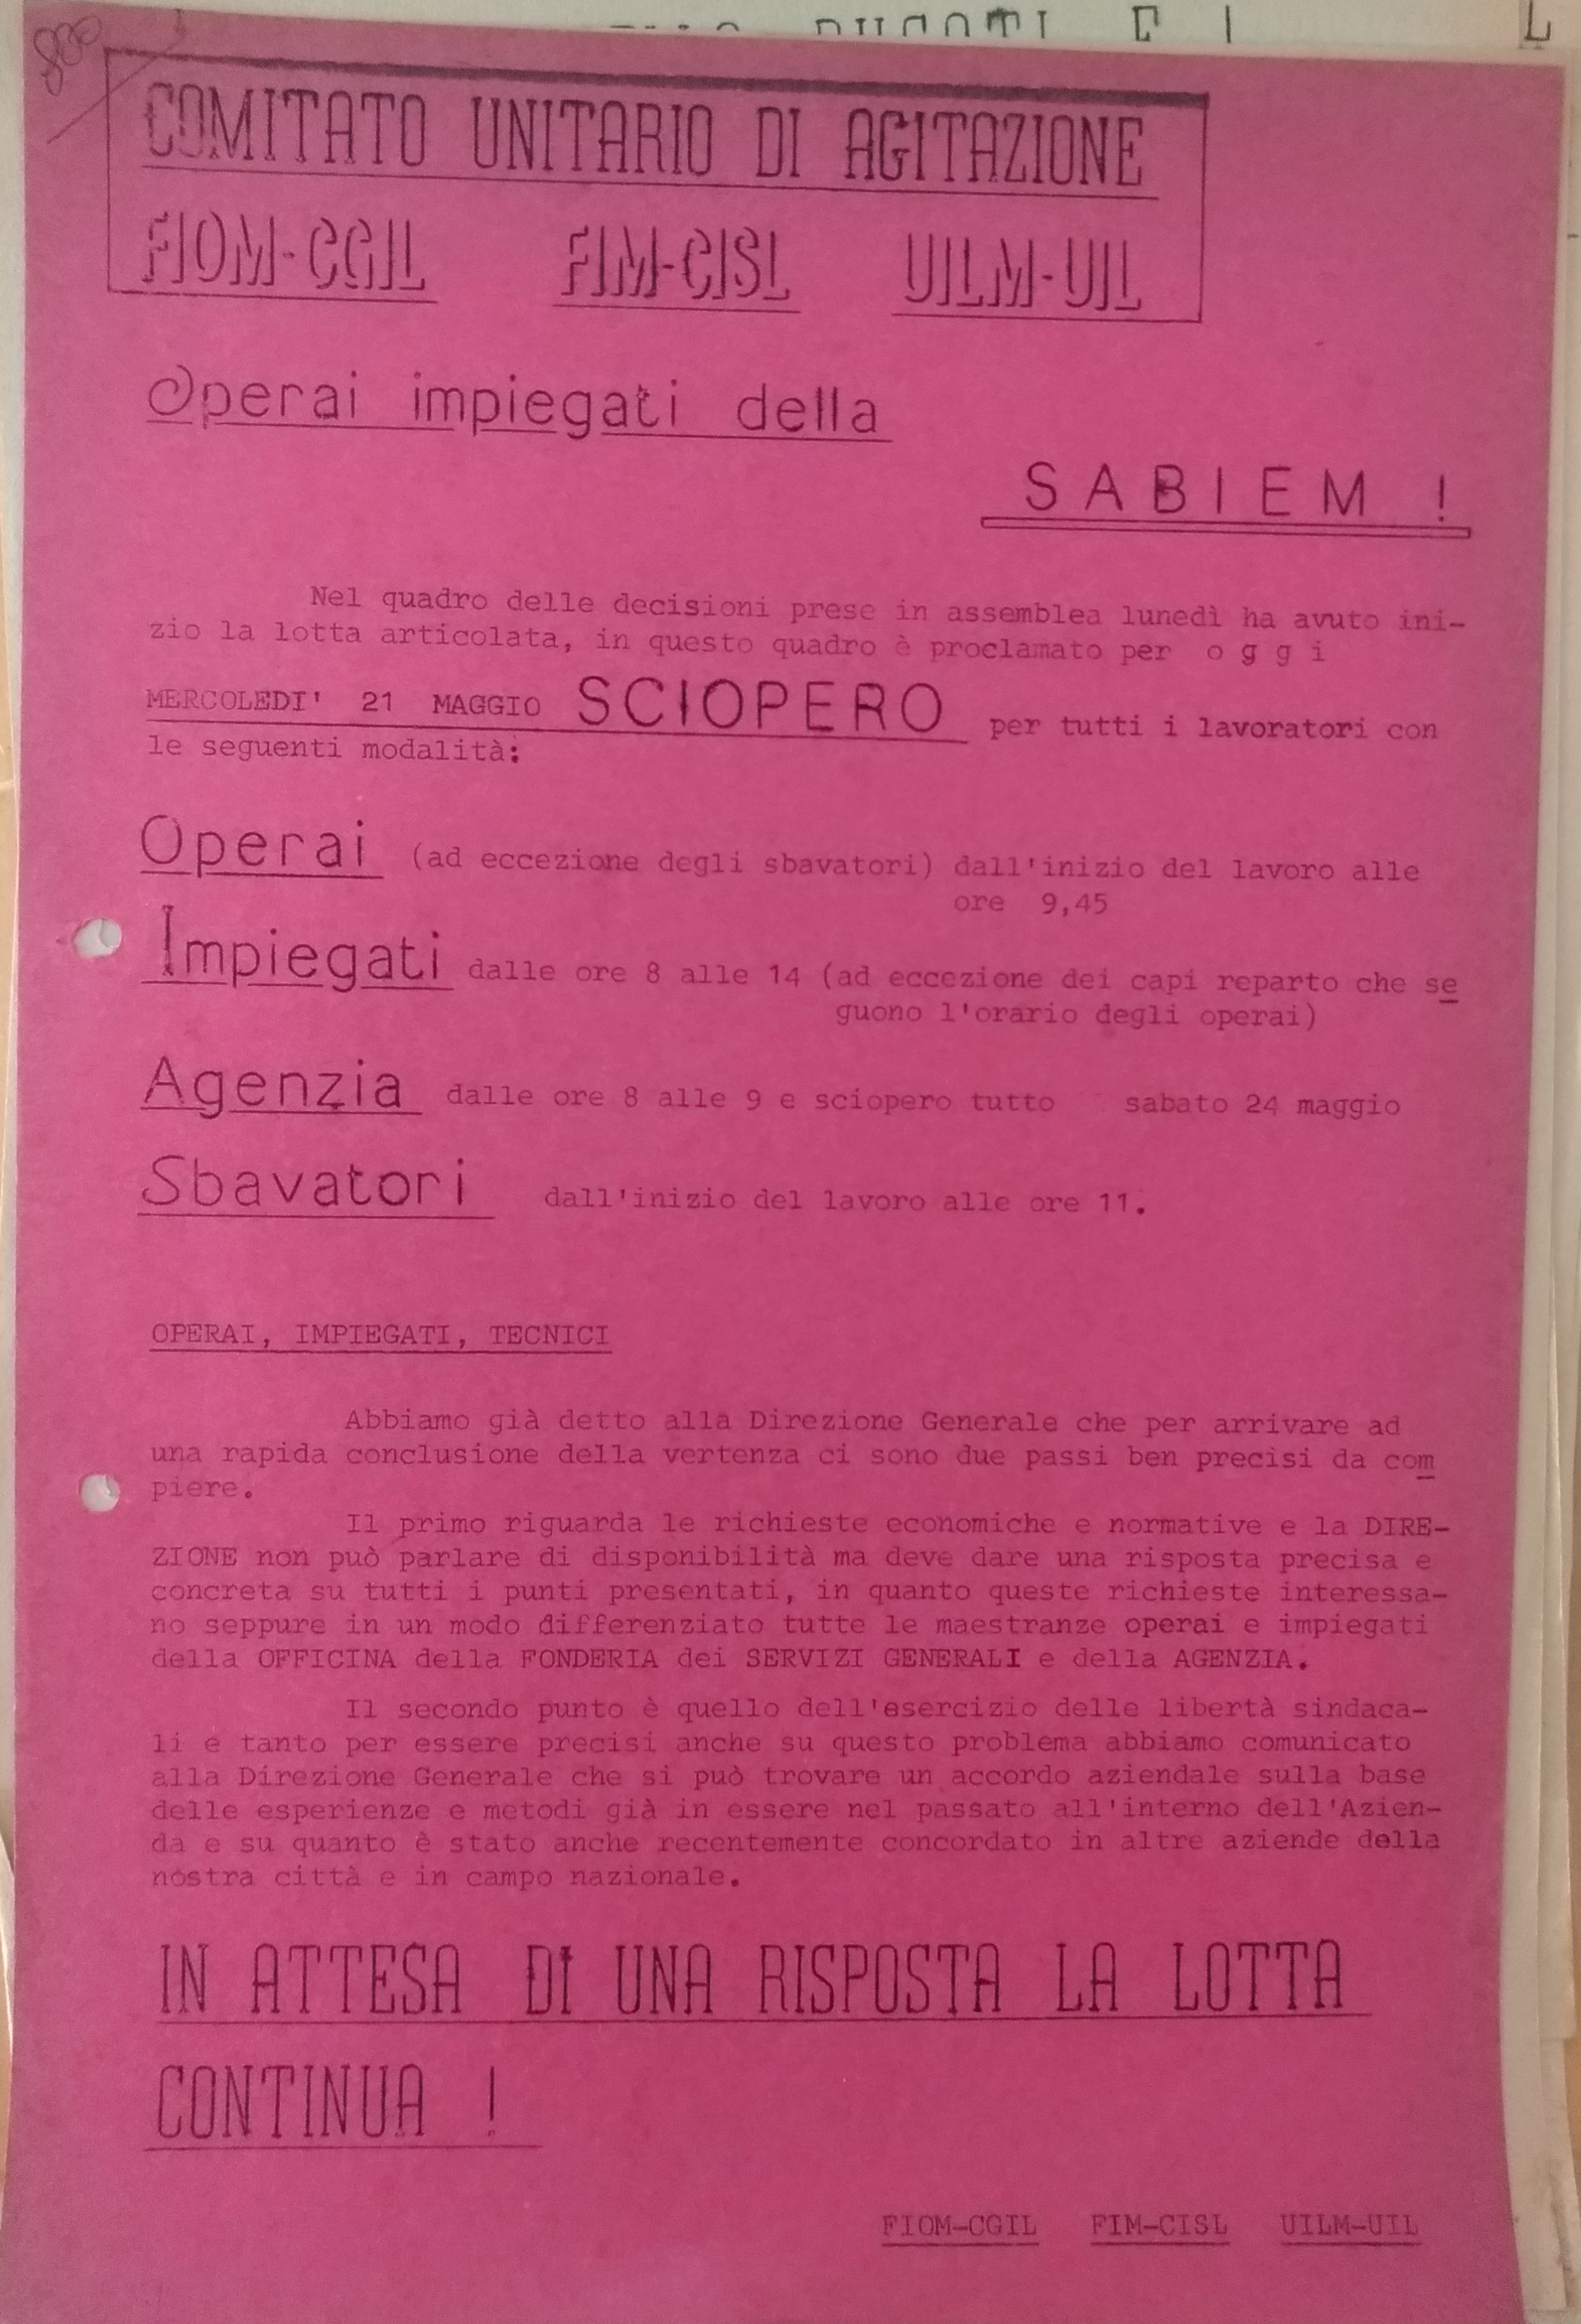 800
COMITATO UNITARIO DI AGITAZIONE
FIOM-CGIL FIM-CISL UILM-UIL
Operai impiegati della
SABIEM !
Nel quadro delle decisioni prese in assemblea lunedì ha avuto ini-
zio la lotta articolata, in questo quadro è proclamato per o g g i
MERCOLEDI' 21 MAGGIO SCIOPERO per tutti i lavoratori con
le seguenti modalità:
Operai (ad eccezione degli sbavatori) dall'inizio del lavoro alle
ore 9,45
Impiegati dalle ore 8 alle 14 (ad eccezione dei capi reparto che se
guono l'orario degli operai)
Agenzia dalle ore 8 alle 9 e sciopero tutto sabato 24 maggio
Sbavatori dall'inizio del lavoro alle ore 11.
OPERAI, IMPIEGATI, TECNICI
Abbiamo già detto alla Direzione Generale che per arrivare ad
una rapida conclusione della vertenza ci sono due passi ben precisi da com
piere.
Il primo riguarda le richieste economiche e normative e la DIRE-
ZIONE non può parlare di disponibilità ma deve dare una risposta precisa e
concreta su tutti i punti presentati, in quanto queste richieste interessa-
no seppure in un modo differenziato tutte le maestranze operai e impiegati
della OFFICINA della FONDERIA dei SERVIZI GENERALI e della AGENZIA.
Il secondo punto è quello dell'esercizio delle libertà sindaca-
li e tanto per essere precisi anche su questo problema abbiamo comunicato
alla Direzione Generale che si può trovare un accordo aziendale sulla base
delle esperienze e metodi già in essere nel passato all'interno dell'Azien-
da e su quanto è stato anche recentemente concordato in altre aziende della
nostra città e in campo nazionale.
IN ATTESA DI UNA RISPOSTA LA LOTTA
CONTINUA !
FIOM-CGIL FIM-CISL UILM-UIL